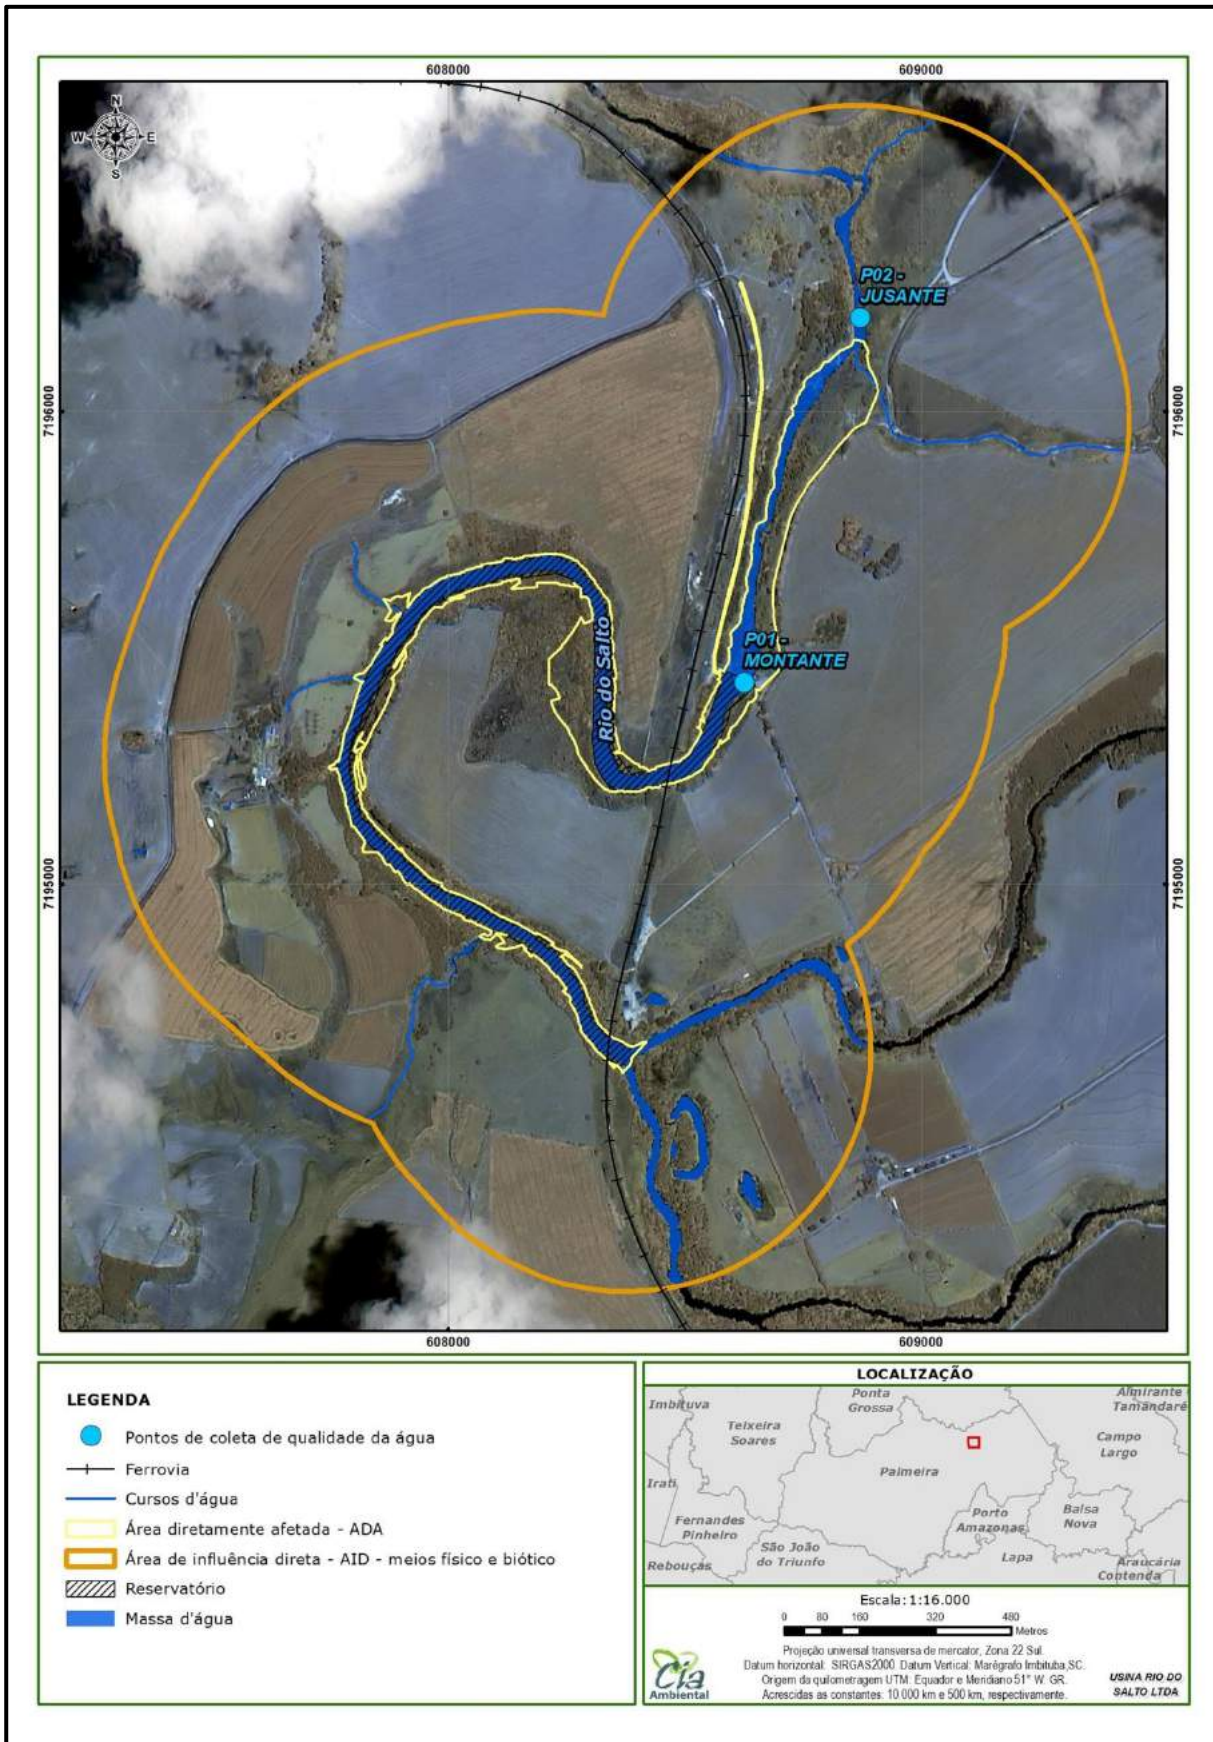 608000
609000
N
W
E
S
P02 -
JUSANTE
7196000
7196000
Rio do Salto
P01 -
MONTANTE
7195000
7195000
608000
609000
LEGENDA
Pontos de coleta de qualidade da água
Ferrovia
Cursos d'água
Área diretamente afetada - ADA
Área de influência direta - AID - meios físico e biótico
Reservatório
Massa d'água
LOCALIZAÇÃO
Imbituva
Ponta
Grossa
Almirante
Tamandaré
Teixeira
Soares
Campo
Largo
Irati
Palmeira
Fernandes
Pinheiro
Porto
Amazonas
Balsa
Nova
São João
do Triunfo
Rebouças
Lapa
Araucária
Contenda
Escala: 1:16.000
0 80 160 320 480
Metros
Projeção universal transversa de mercator, Zona 22 Sul.
Datum horizontal: SIRGAS2000. Datum Vertical: Marégrafo Imbituba,SC.
Origem da quilometragem UTM: Equador e Meridiano 51° W. GR.
Acrescidas as constantes: 10.000 km e 500 km, respectivamente.
Cia
Ambiental
USINA RIO DO
SALTO LTDA